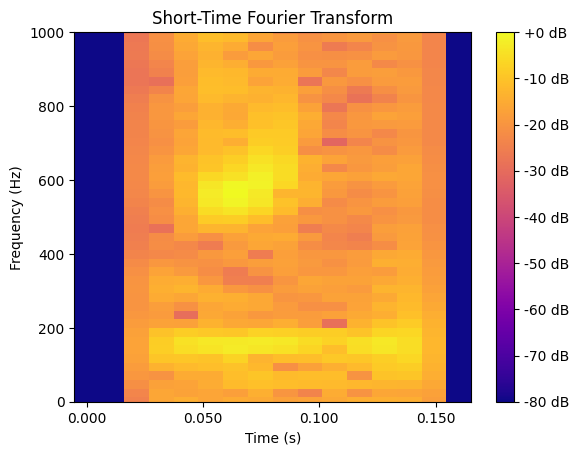 Short-Time Fourier Transform
1000
800
600
400
200
0
Frequency (Hz)
0.000
0.050
0.100
0.150
Time (s)
+0 dB
-10 dB
-20 dB
-30 dB
-40 dB
-50 dB
-60 dB
-70 dB
-80 dB